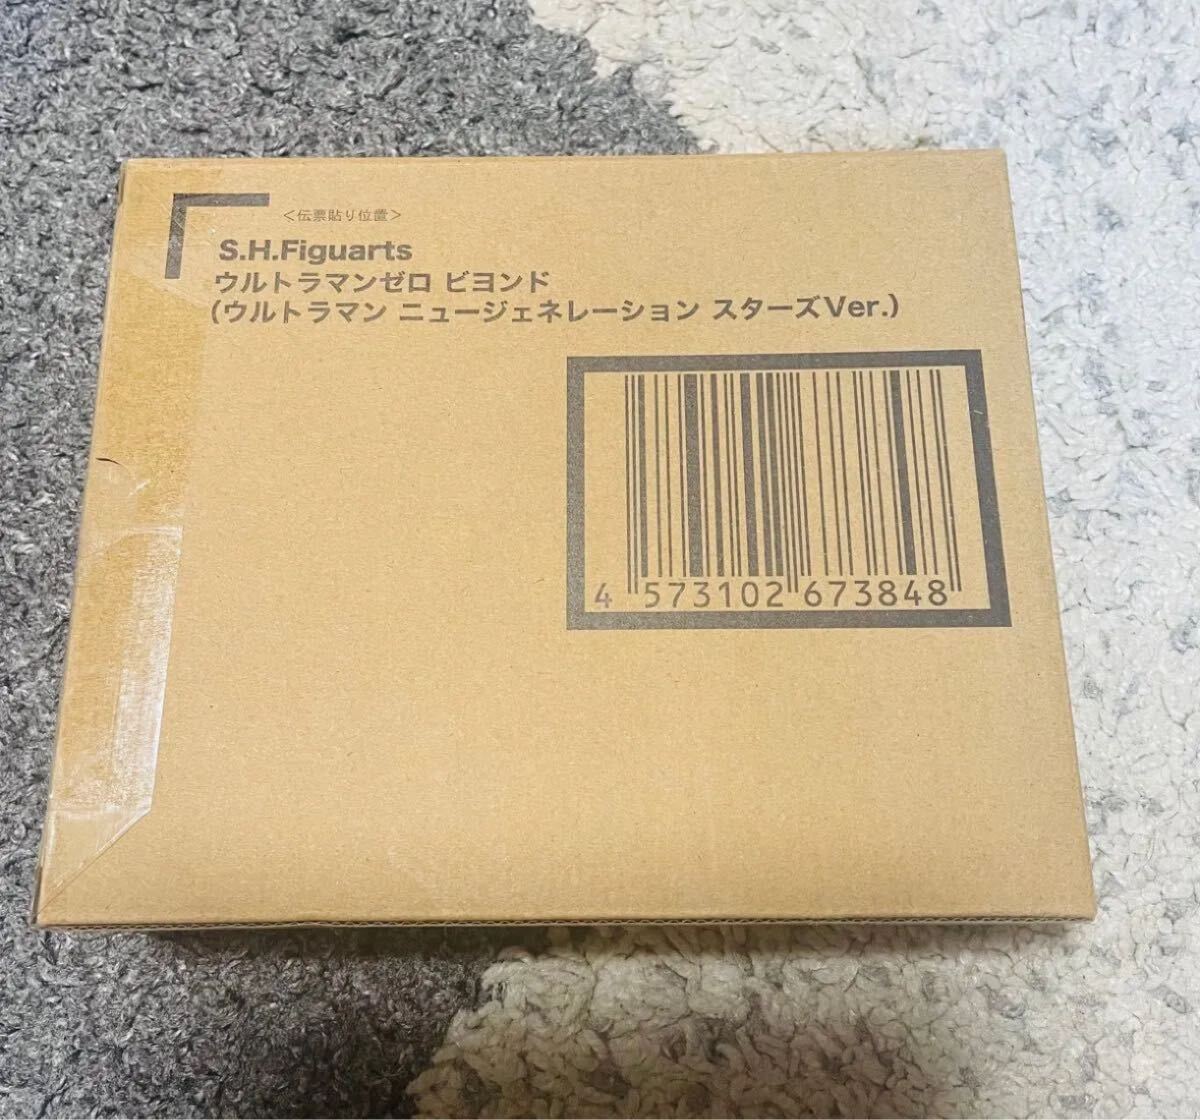 ＜伝票貼り位置＞
S.H.Figuarts
ウルトラマンゼロ ビヨンド
(ウルトラマン ニュージェネレーション スターズVer.)
4 573102 673848